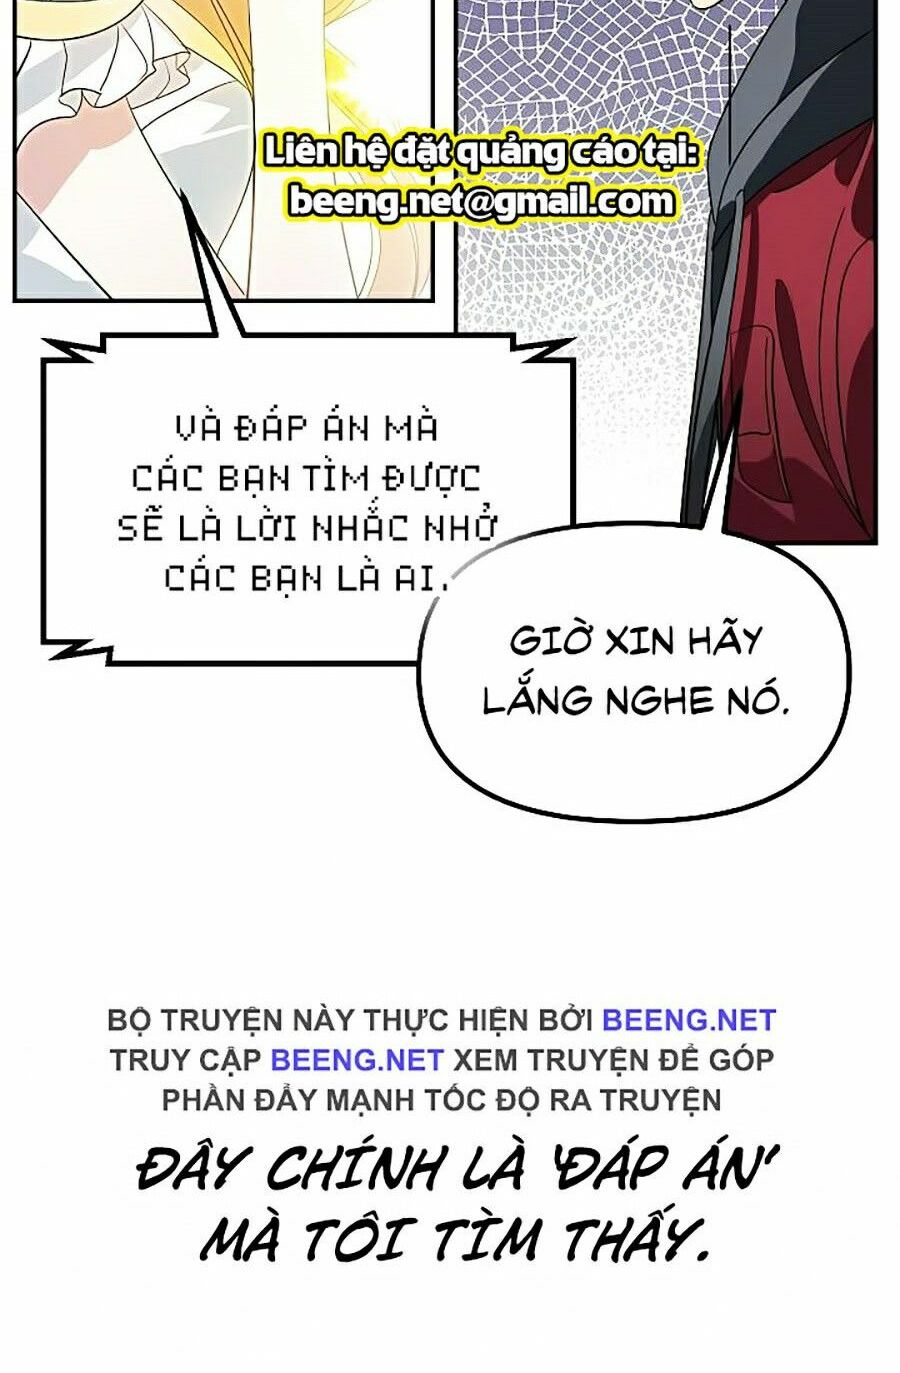 Liên hệ đặt quảng cáo tại:
beeng.net@gmail.com
VÀ ĐÁP ÁN MÀ
CÁC BẠN TÌM ĐƯỢC
SẼ LÀ LỜI NHẮC NHỞ
CÁC BẠN LÀ AI.
GIỜ XIN HÃY
LẮNG NGHE NÓ.
BỘ TRUYỆN NÀY THỰC HIỆN BỞI BEENG.NET
TRUY CẬP BEENG.NET XEM TRUYỆN ĐỂ GÓP
PHẦN ĐẨY MẠNH TỐC ĐỘ RA TRUYỆN
ĐÂY CHÍNH LÀ 'ĐÁP ÁN'
MÀ TÔI TÌM THẤY.